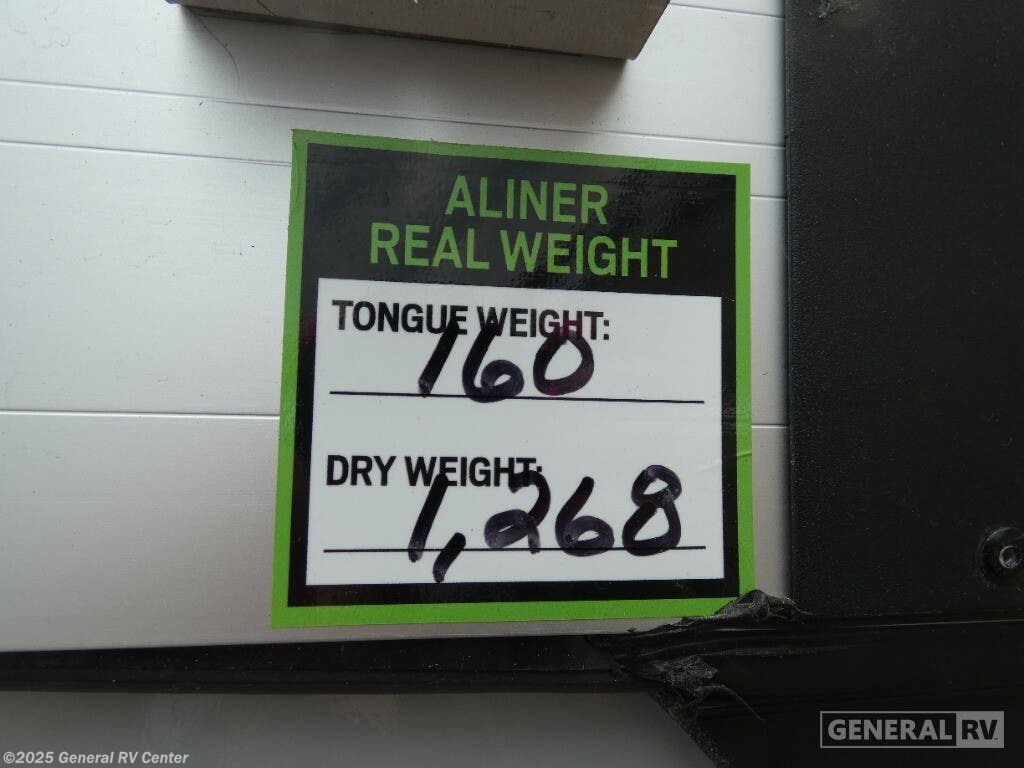 ALINER
REAL WEIGHT
TONGUE WEIGHT:
160
DRY WEIGHT:
1,268
GENERAL RV
©2025 General RV Center